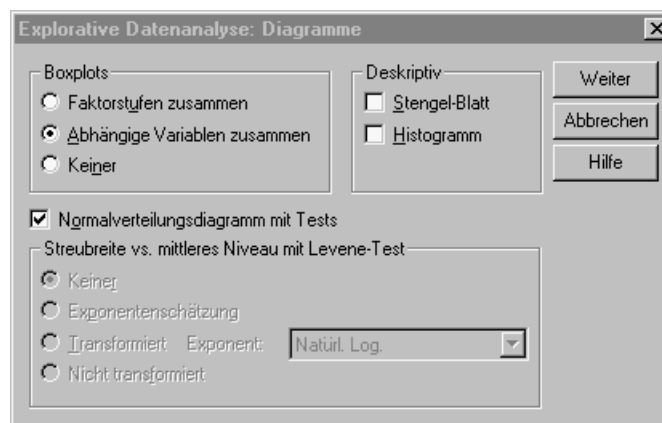 Explorative Datenanalyse: Diagramme
Boxplots
Faktorstufen zusammen
Abhängige Variablen zusammen
Keiner
Deskriptiv
Stengel-Blatt
Histogramm
Weiter
Abbrechen
Hilfe
Normalverteilungsdiagramm mit Tests
Streubreite vs. mittleres Niveau mit Levene-Test
Keiner
Exponentenschätzung
Transformiert Exponent: Natürl. Log.
Nicht transformiert